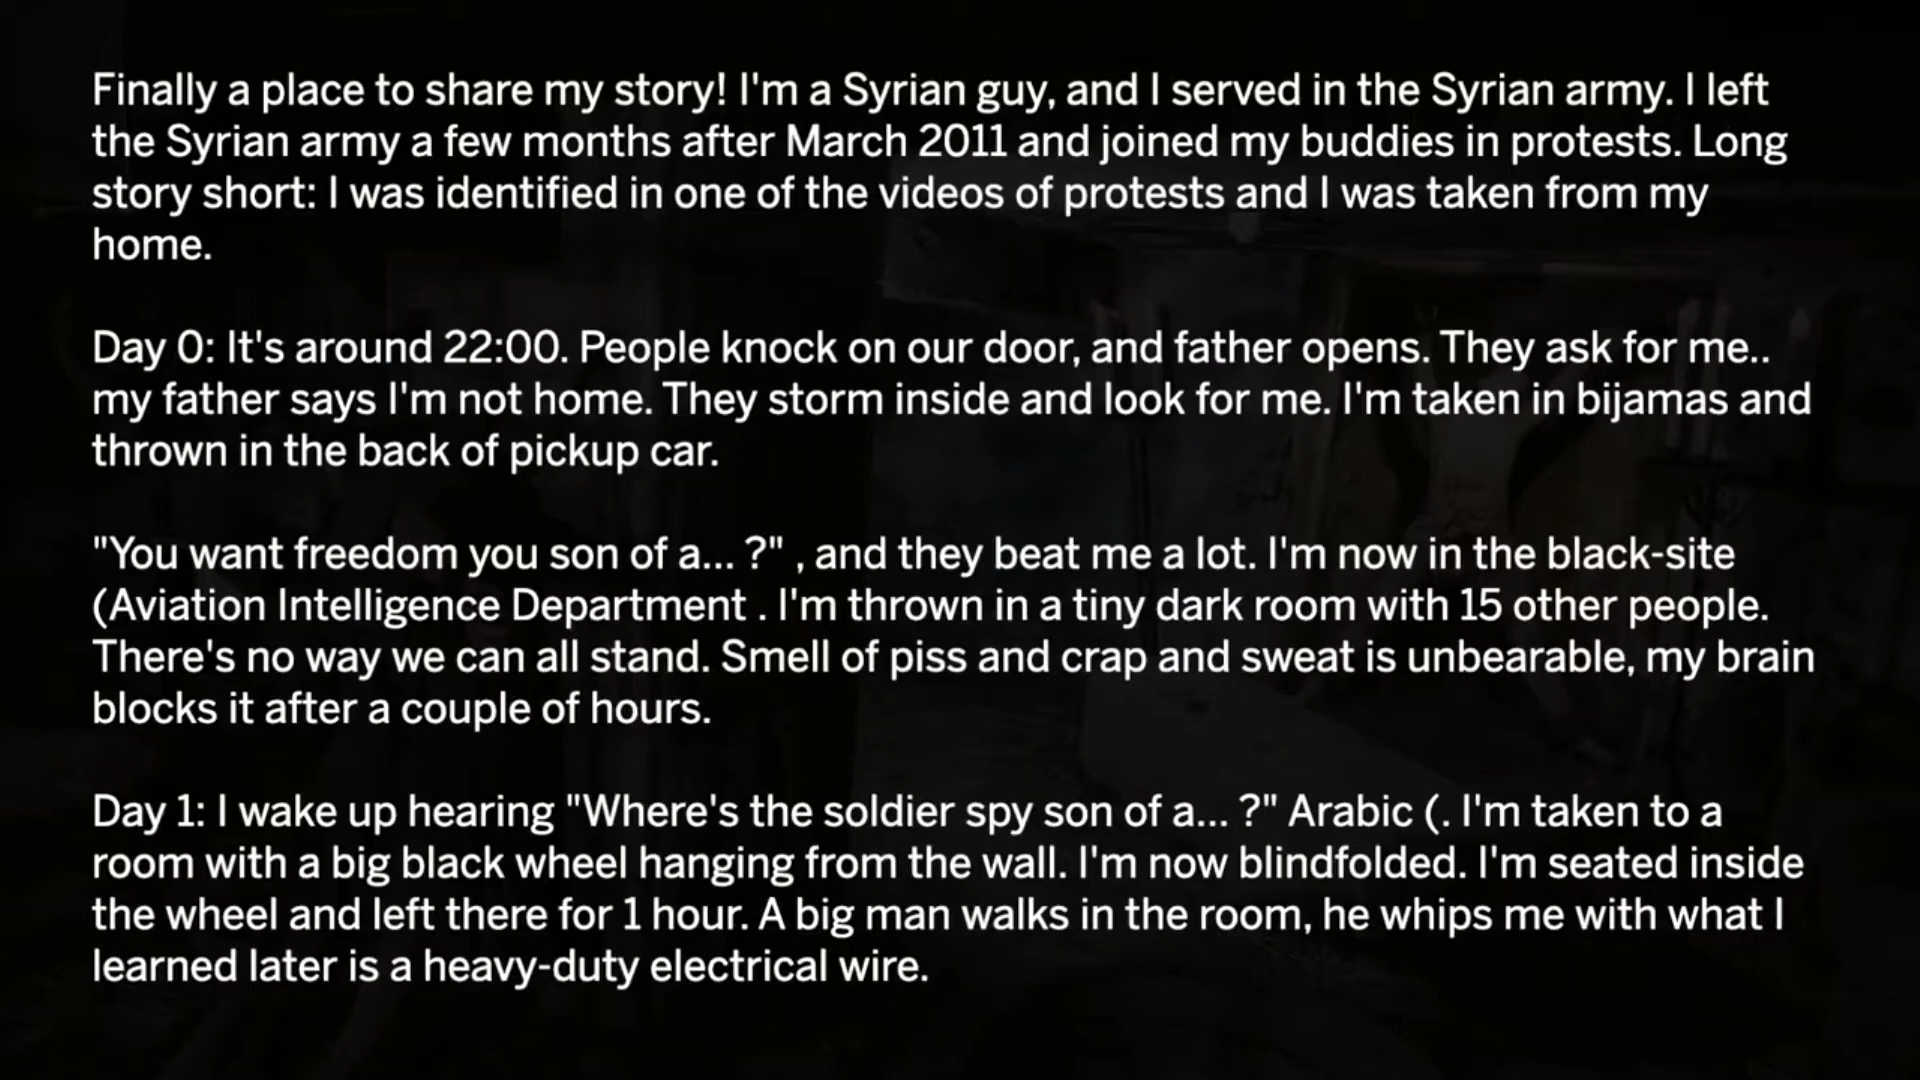 Finally a place to share my story! I'm a Syrian guy, and I served in the Syrian army. I left
the Syrian army a few months after March 2011 and joined my buddies in protests. Long
story short: I was identified in one of the videos of protests and I was taken from my
home.
Day 0: It's around 22:00. People knock on our door, and father opens. They ask for me..
my father says I'm not home. They storm inside and look for me. I'm taken in bijamas and
thrown in the back of pickup car.
"You want freedom you son of a... ?" , and they beat me a lot. I'm now in the black-site
(Aviation Intelligence Department . I'm thrown in a tiny dark room with 15 other people.
There's no way we can all stand. Smell of piss and crap and sweat is unbearable, my brain
blocks it after a couple of hours.
Day 1: I wake up hearing "Where's the soldier spy son of a... ?" Arabic (. I'm taken to a
room with a big black wheel hanging from the wall. I'm now blindfolded. I'm seated inside
the wheel and left there for 1 hour. A big man walks in the room, he whips me with what I
learned later is a heavy-duty electrical wire.